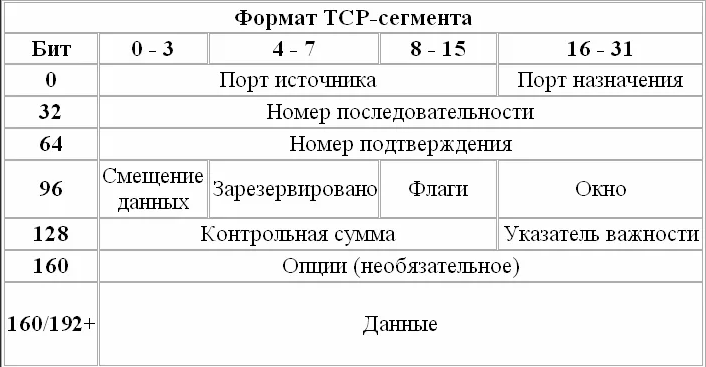 Формат TCP-сегмента
Бит 0 - 3 4 - 7 8 - 15 16 - 31
0 Порт источника Порт назначения
32 Номер последовательности
64 Номер подтверждения
96 Смещение данных Зарезервировано Флаги Окно
128 Контрольная сумма Указатель важности
160 Опции (необязательное)
160/192+ Данные